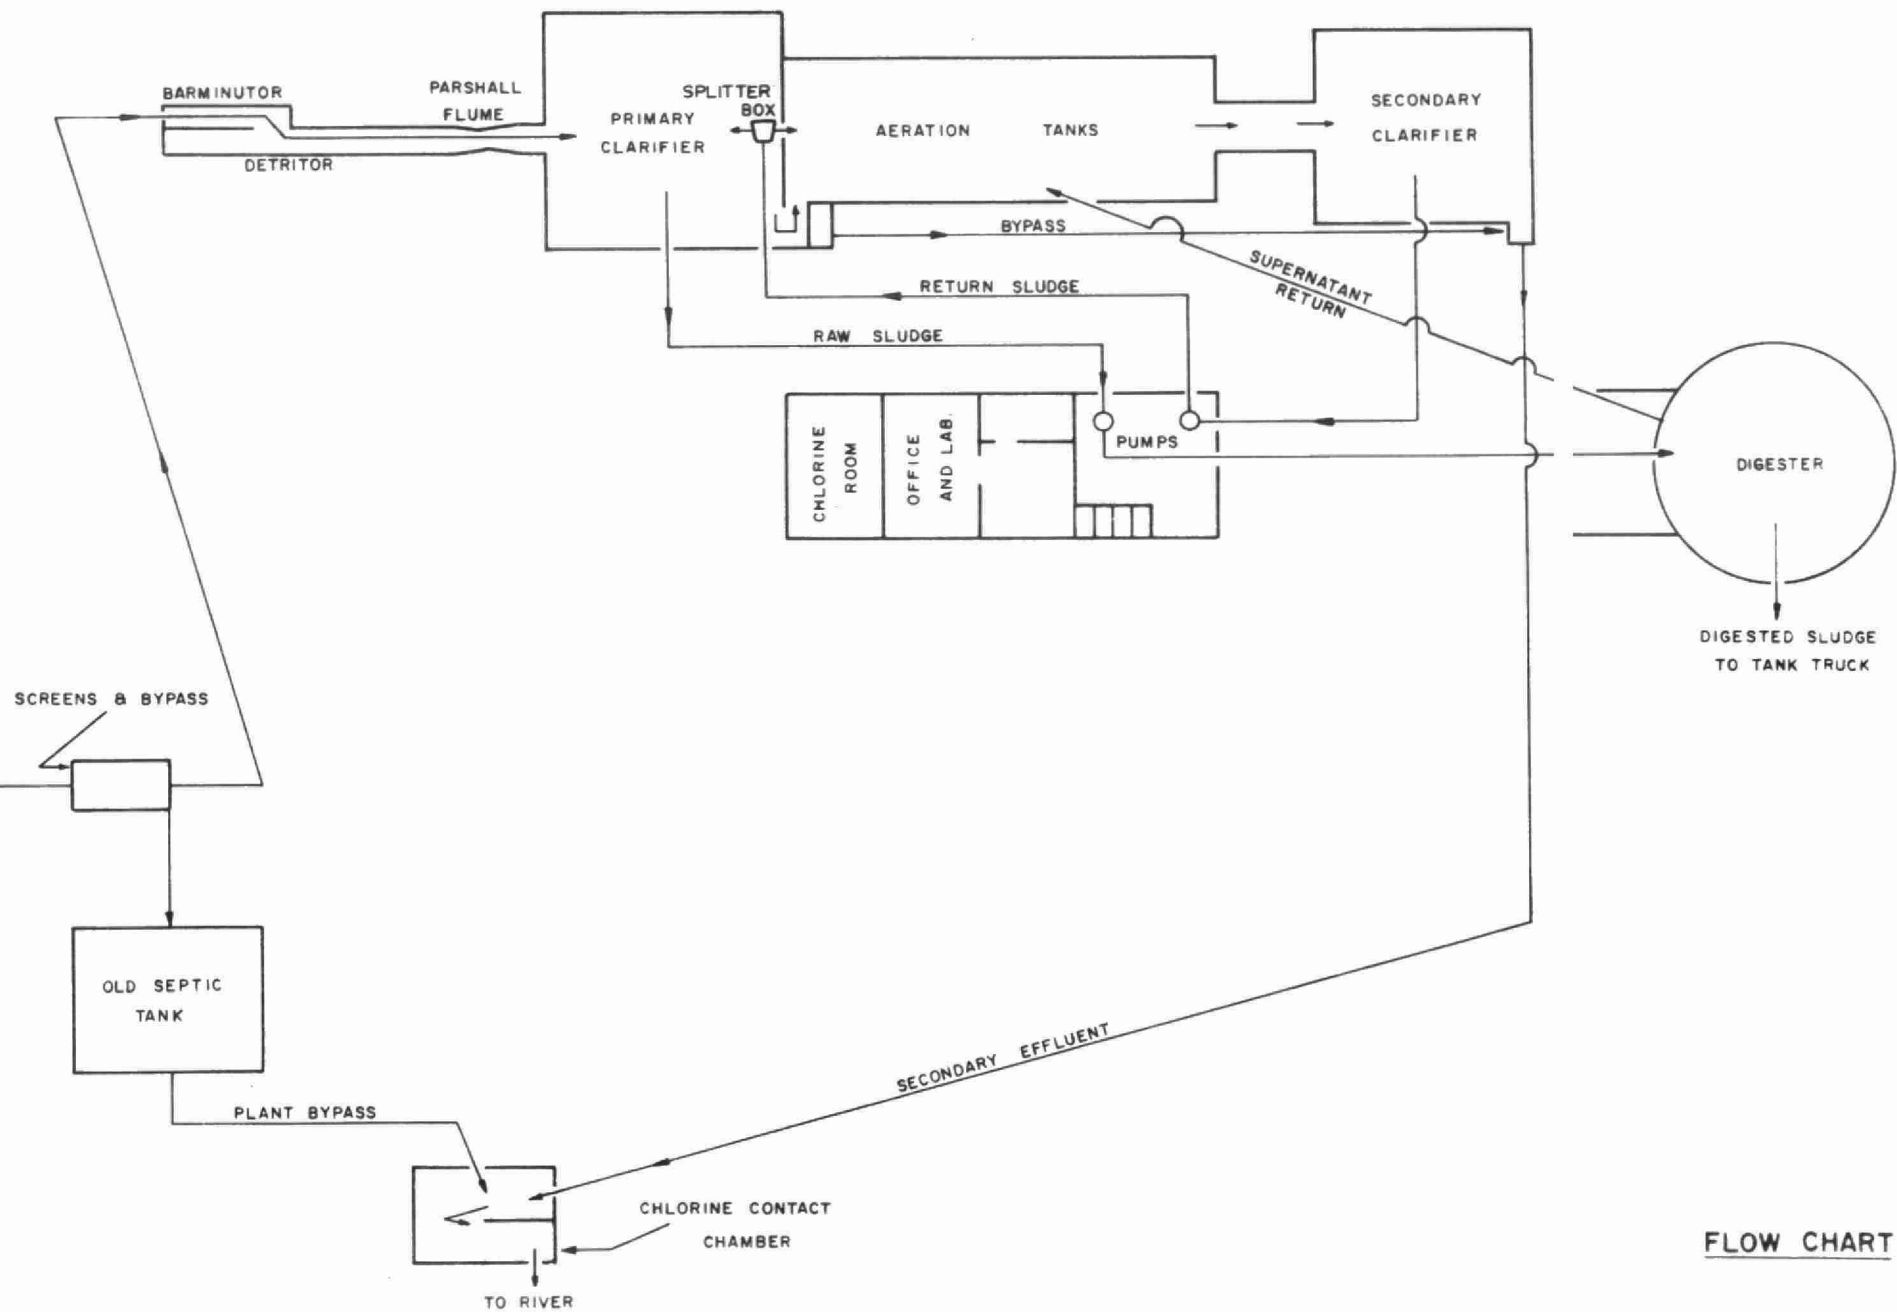 BARMINUTOR
DETRITOR
PARSHALL
FLUME
PRIMARY
CLARIFIER
SPLITTER
BOX
AERATION TANKS
SECONDARY
CLARIFIER
BYPASS
SUPERNATANT
RETURN
RETURN SLUDGE
RAW SLUDGE
CHLORINE
ROOM
OFFICE
AND LAB.
PUMPS
DIGESTER
DIGESTED SLUDGE
TO TANK TRUCK
SCREENS & BYPASS
OLD SEPTIC
TANK
PLANT BYPASS
SECONDARY EFFLUENT
CHLORINE CONTACT
CHAMBER
TO RIVER
FLOW CHART